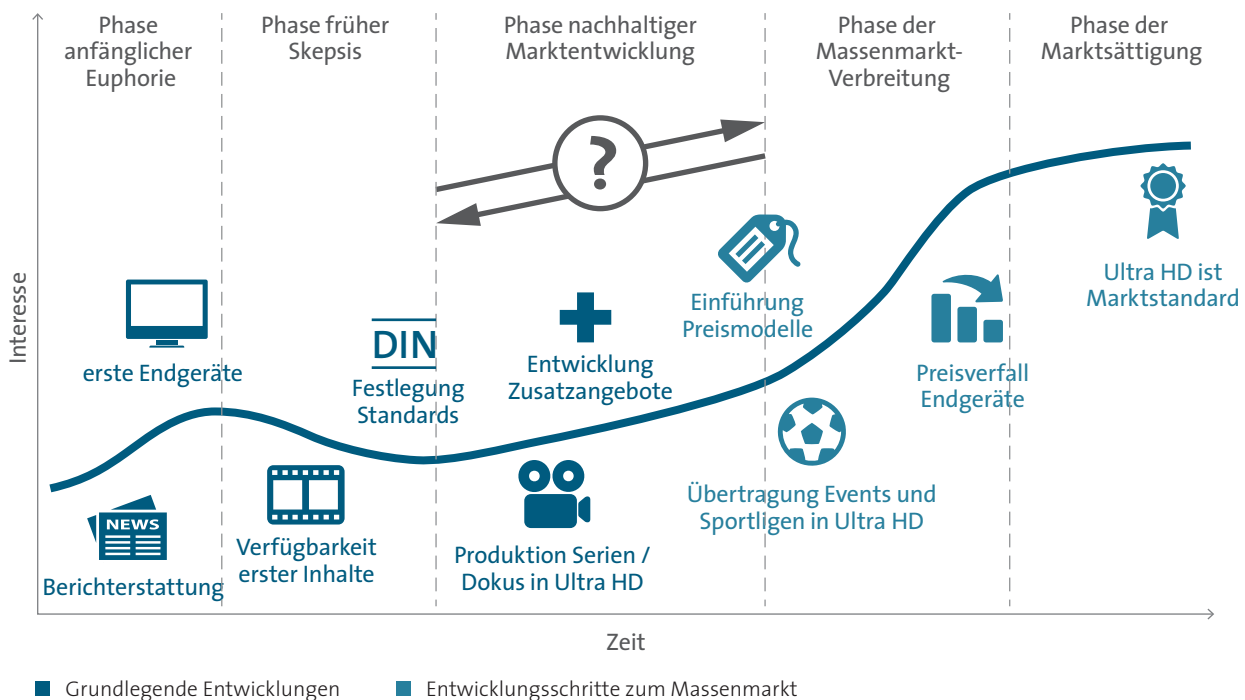 Phase
anfänglicher
Euphorie
Phase früher
Skepsis
Phase nachhaltiger
Marktentwicklung
Phase der
Massenmarkt-
Verbreitung
Phase der
Marktsättigung
?
Interesse
erste Endgeräte
DIN
Festlegung
Standards
Entwicklung
Zusatzangebote
Einführung
Preismodelle
Ultra HD ist
Marktstandard
Preisverfall
Endgeräte
NEWS
Berichterstattung
Verfügbarkeit
erster Inhalte
Produktion Serien /
Dokus in Ultra HD
Übertragung Events und
Sportligen in Ultra HD
Zeit
Grundlegende Entwicklungen
Entwicklungsschritte zum Massenmarkt